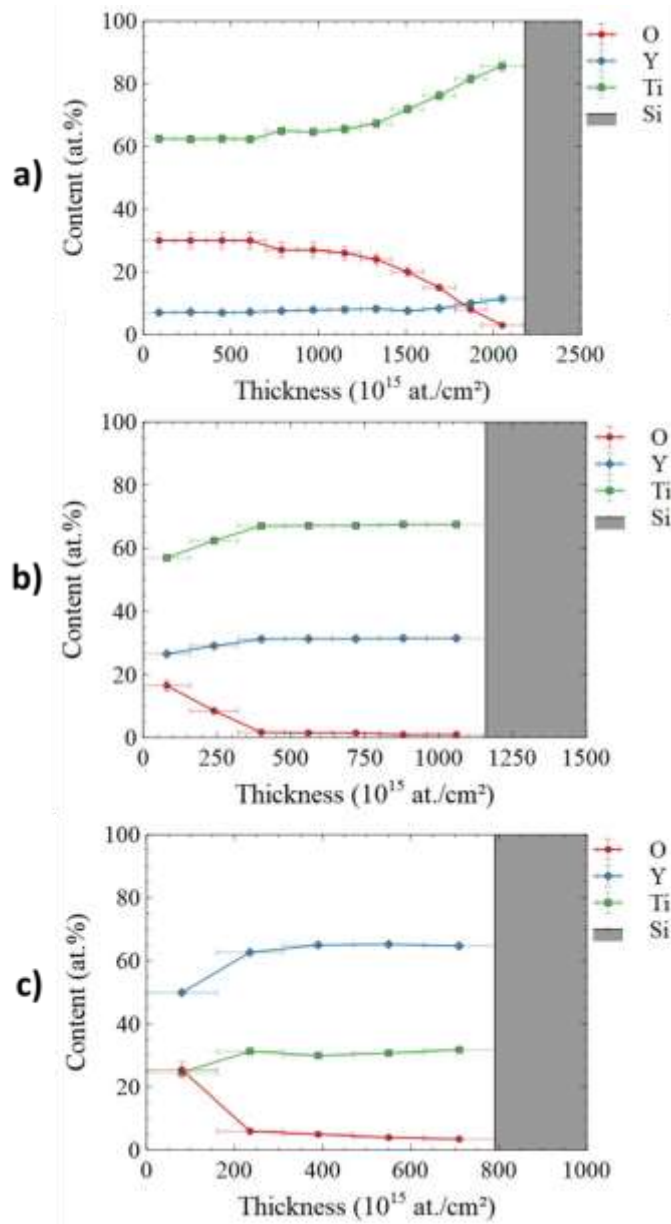 a)
Content (at.%)
100
80
60
40
20
0
0 500 1000 1500 2000 2500
Thickness (10¹⁵ at./cm²)
O
Y
Ti
Si
b)
Content (at.%)
100
80
60
40
20
0
0 250 500 750 1000 1250 1500
Thickness (10¹⁵ at./cm²)
O
Y
Ti
Si
c)
Content (at.%)
100
80
60
40
20
0
0 200 400 600 800 1000
Thickness (10¹⁵ at./cm²)
O
Y
Ti
Si